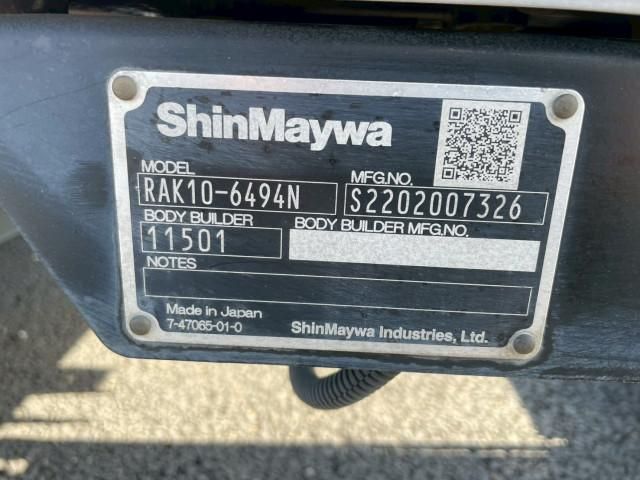 ShinMaywa
MODEL
RAK10-6494N
MFG.NO.
S2202007326
BODY BUILDER
11501
BODY BUILDER MFG.NO.
NOTES
Made in Japan
7-47065-01-0
ShinMaywa Industries, Ltd.